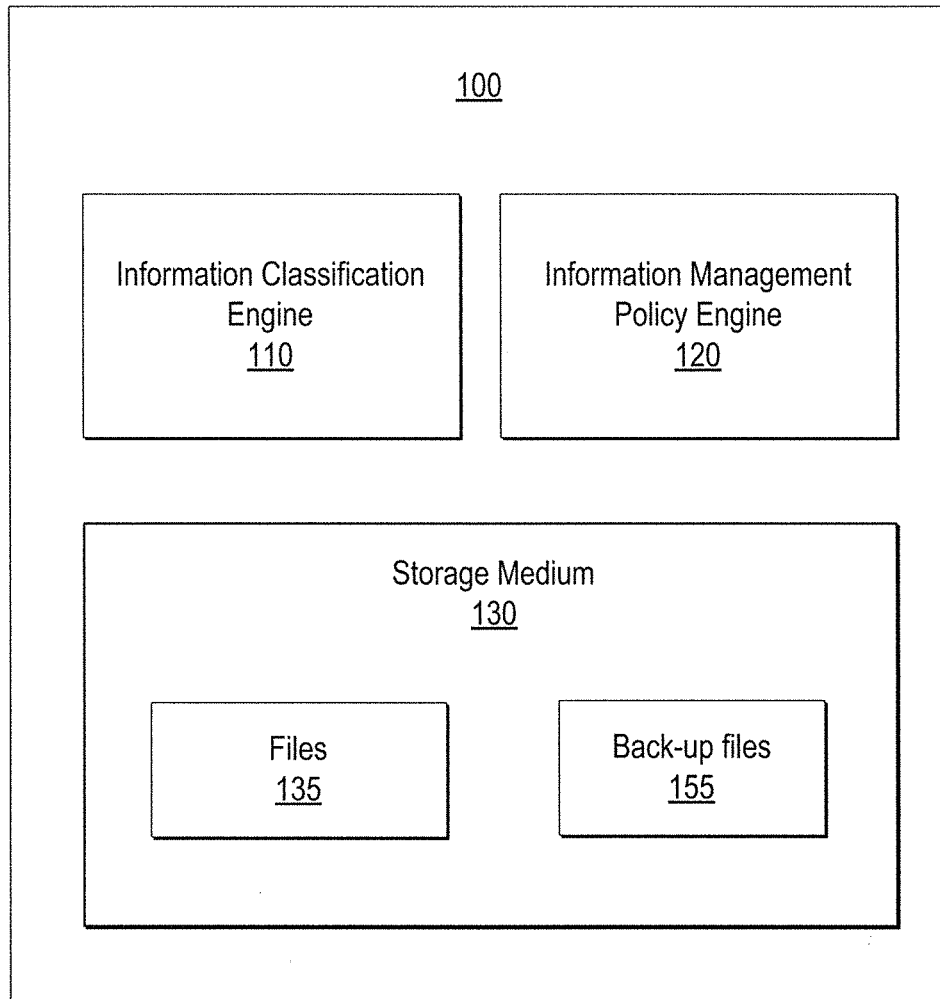 100
Information Classification
Engine
110
Information Management
Policy Engine
120
Storage Medium
130
Files
135
Back-up files
155